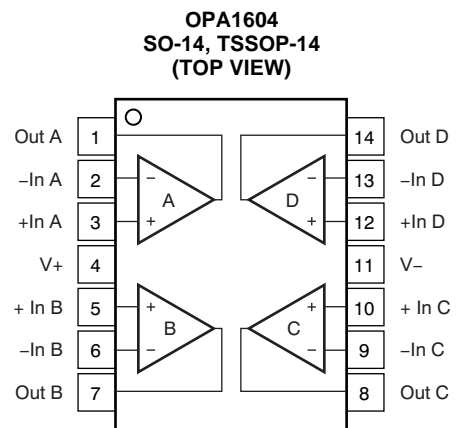 OPA1604
SO-14, TSSOP-14
(TOP VIEW)
Out A 1 14 Out D
−In A 2 − − 13 −In D
A D
+In A 3 + + 12 +In D
V+ 4 11 V−
+ In B 5 + + 10 + In C
B C
−In B 6 − − 9 −In C
Out B 7 8 Out C